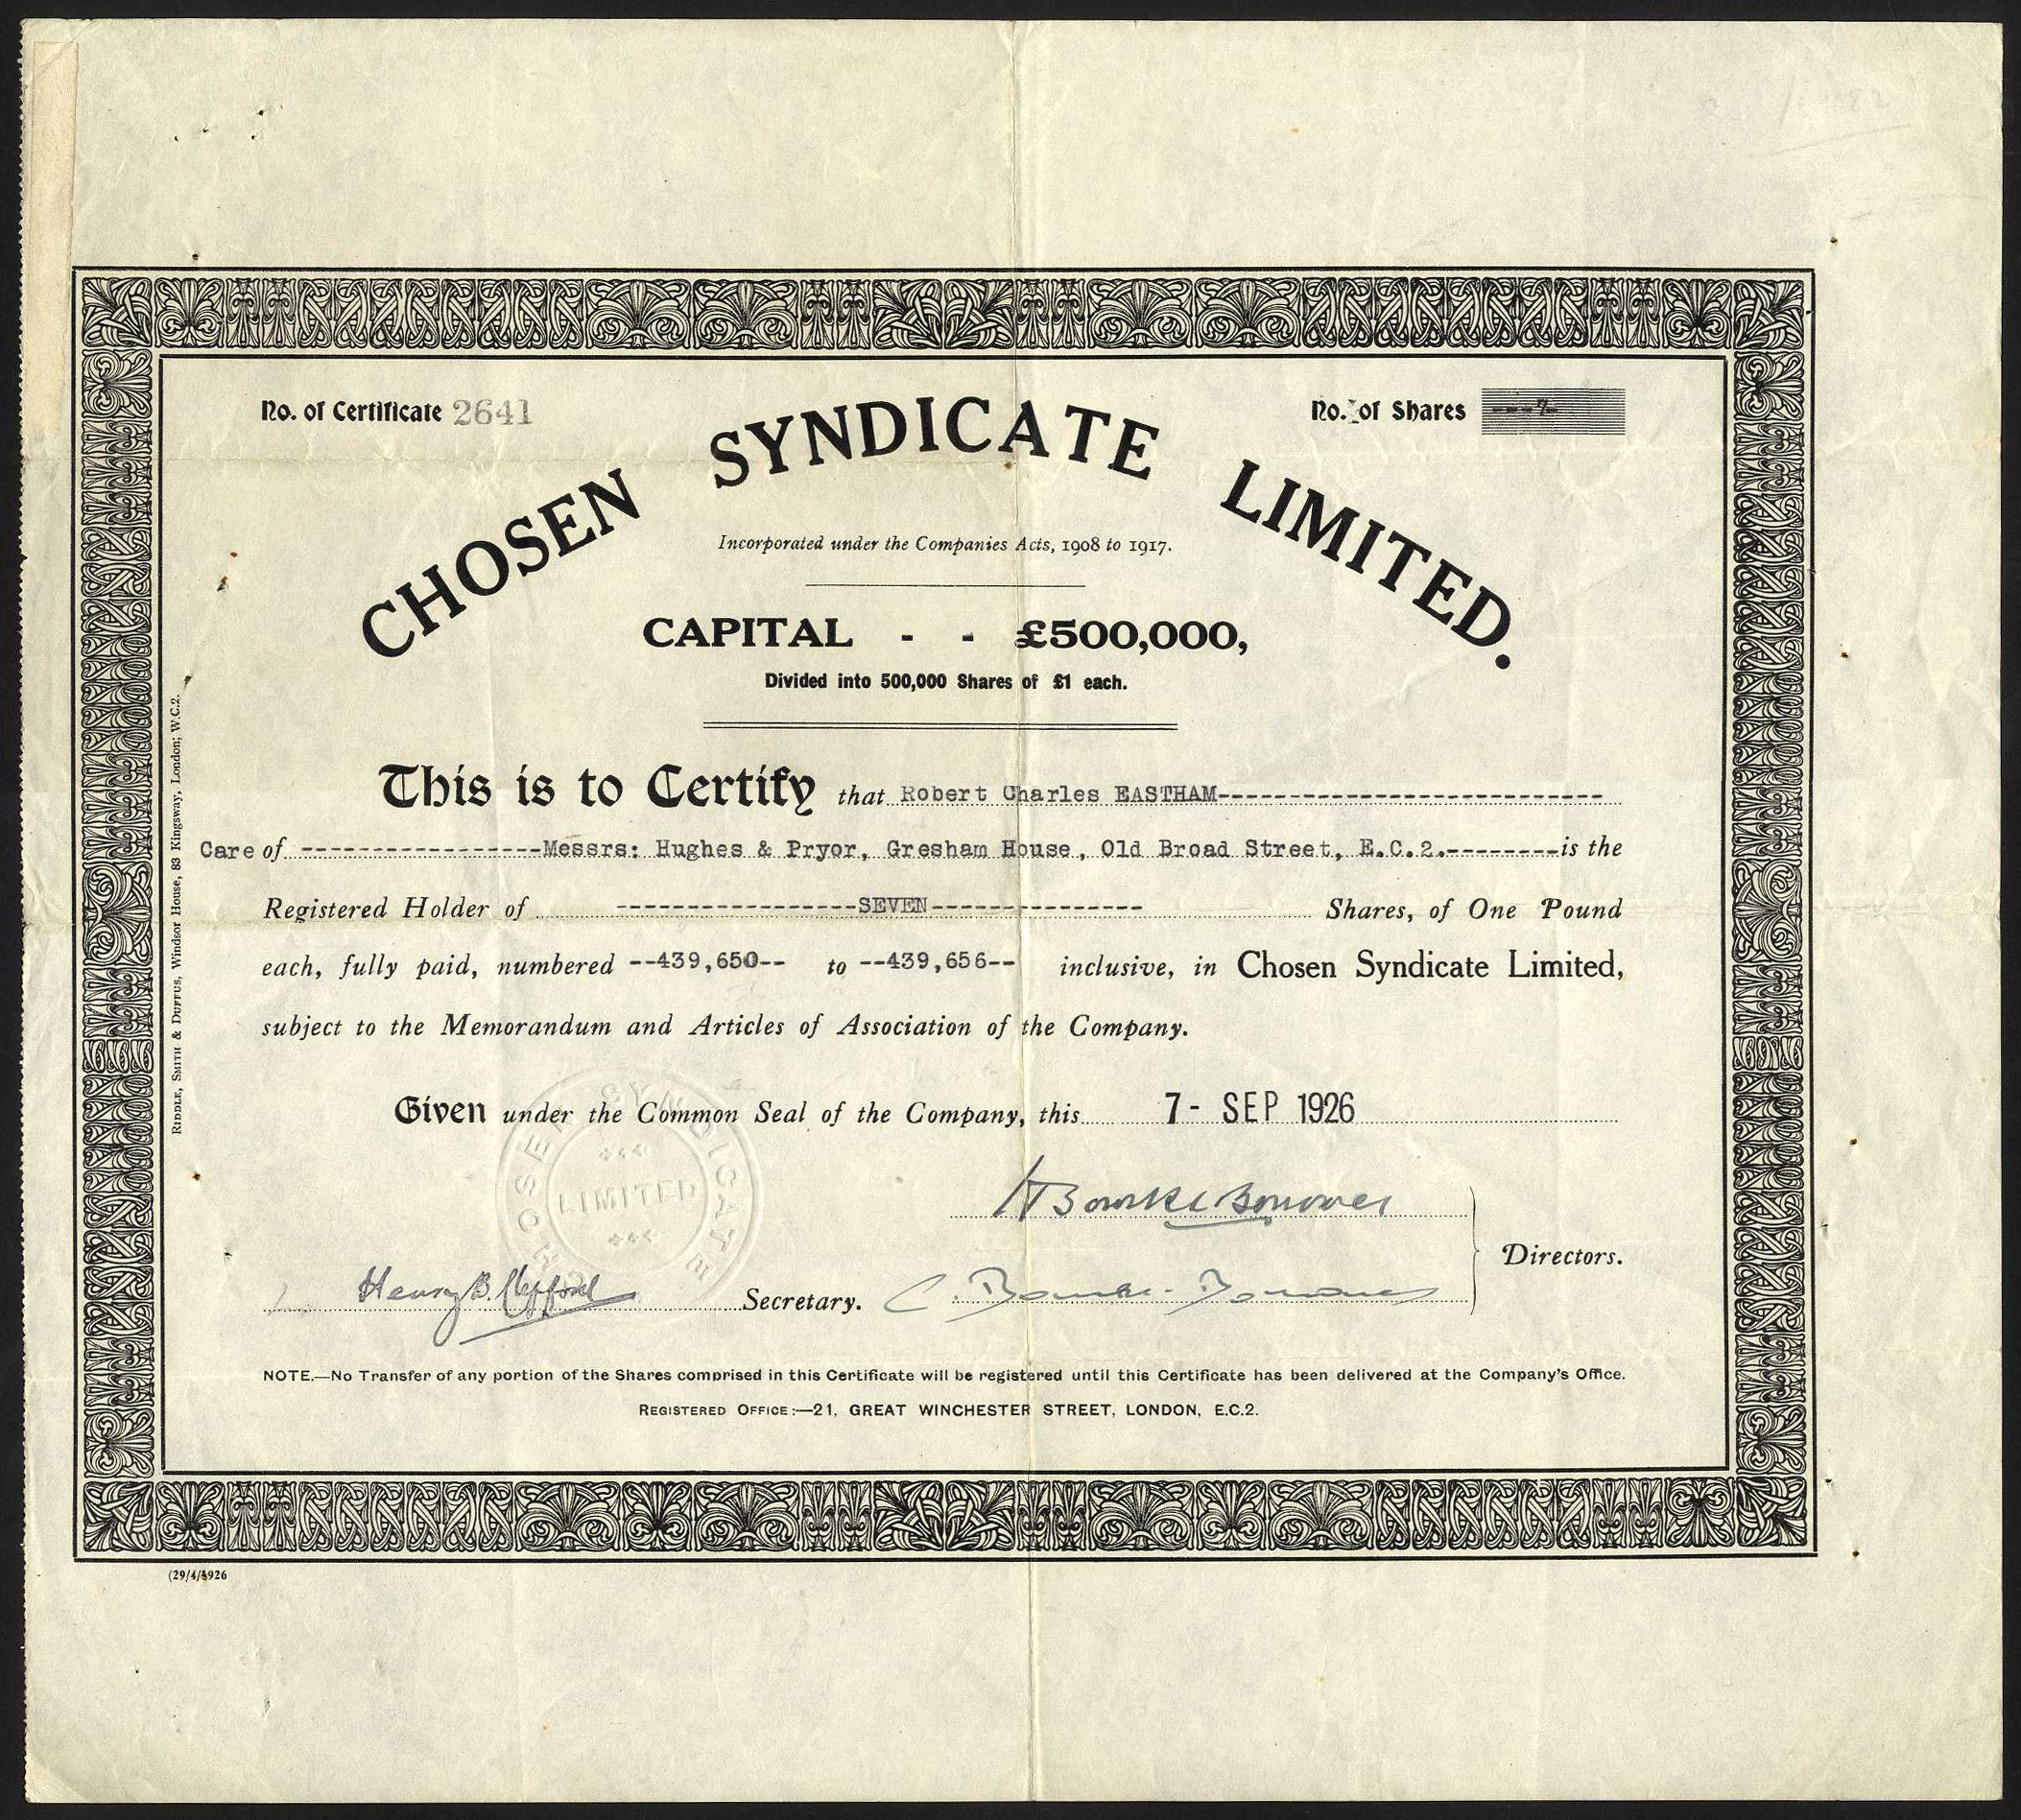 No. of Certificate 2641
No. of Shares ---7-
CHOSEN SYNDICATE LIMITED.
Incorporated under the Companies Acts, 1908 to 1917.
CAPITAL - - £500,000,
Divided into 500,000 Shares of £1 each.
This is to Certify that Robert Charles EASTHAM---------------------------
Care of -----------------Messrs: Hughes & Pryor, Gresham House, Old Broad Street, E.C.2.--------is the
Registered Holder of -----------------SEVEN--------------- Shares, of One Pound
each, fully paid, numbered --439,650-- to --439,656-- inclusive, in Chosen Syndicate Limited,
subject to the Memorandum and Articles of Association of the Company.
Given under the Common Seal of the Company, this 7- SEP 1926
CHOSEN SYNDICATE
LIMITED
Directors.
Henry B. Secretary.
NOTE.—No Transfer of any portion of the Shares comprised in this Certificate will be registered until this Certificate has been delivered at the Company's Office.
REGISTERED OFFICE:—21, GREAT WINCHESTER STREET, LONDON, E.C.2.
RIDDLE, SMITH & DUFFUS, Windsor House, 83 Kingsway, London; W.C.2.
(29/4/1926